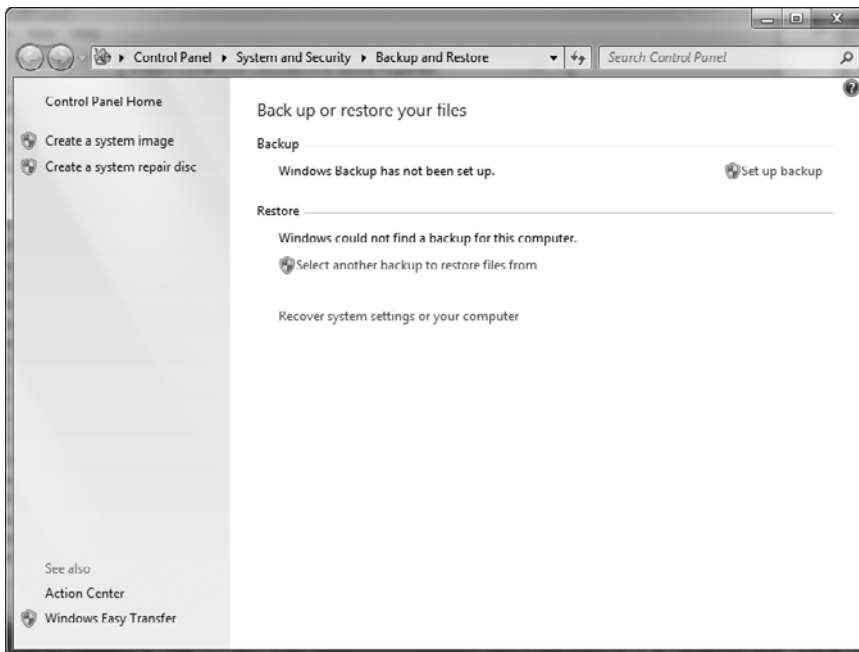 Control Panel ▸ System and Security ▸ Backup and Restore
Search Control Panel
Control Panel Home
Create a system image
Create a system repair disc
Back up or restore your files
Backup
Windows Backup has not been set up.
Set up backup
Restore
Windows could not find a backup for this computer.
Select another backup to restore files from
Recover system settings or your computer
See also
Action Center
Windows Easy Transfer